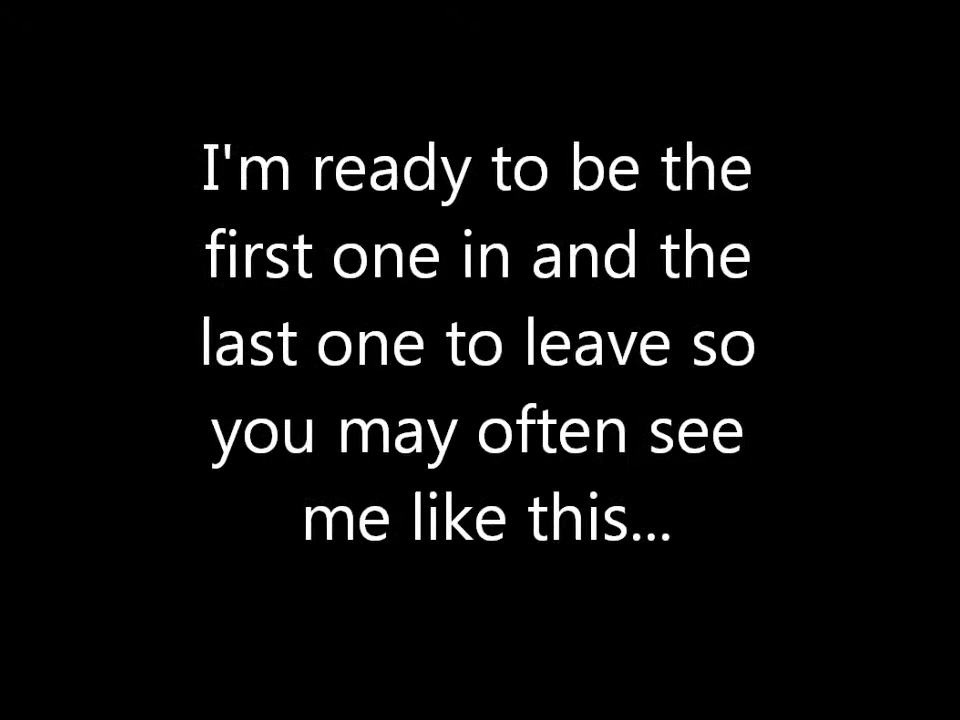 I'm ready to be the
first one in and the
last one to leave so
you may often see
me like this...